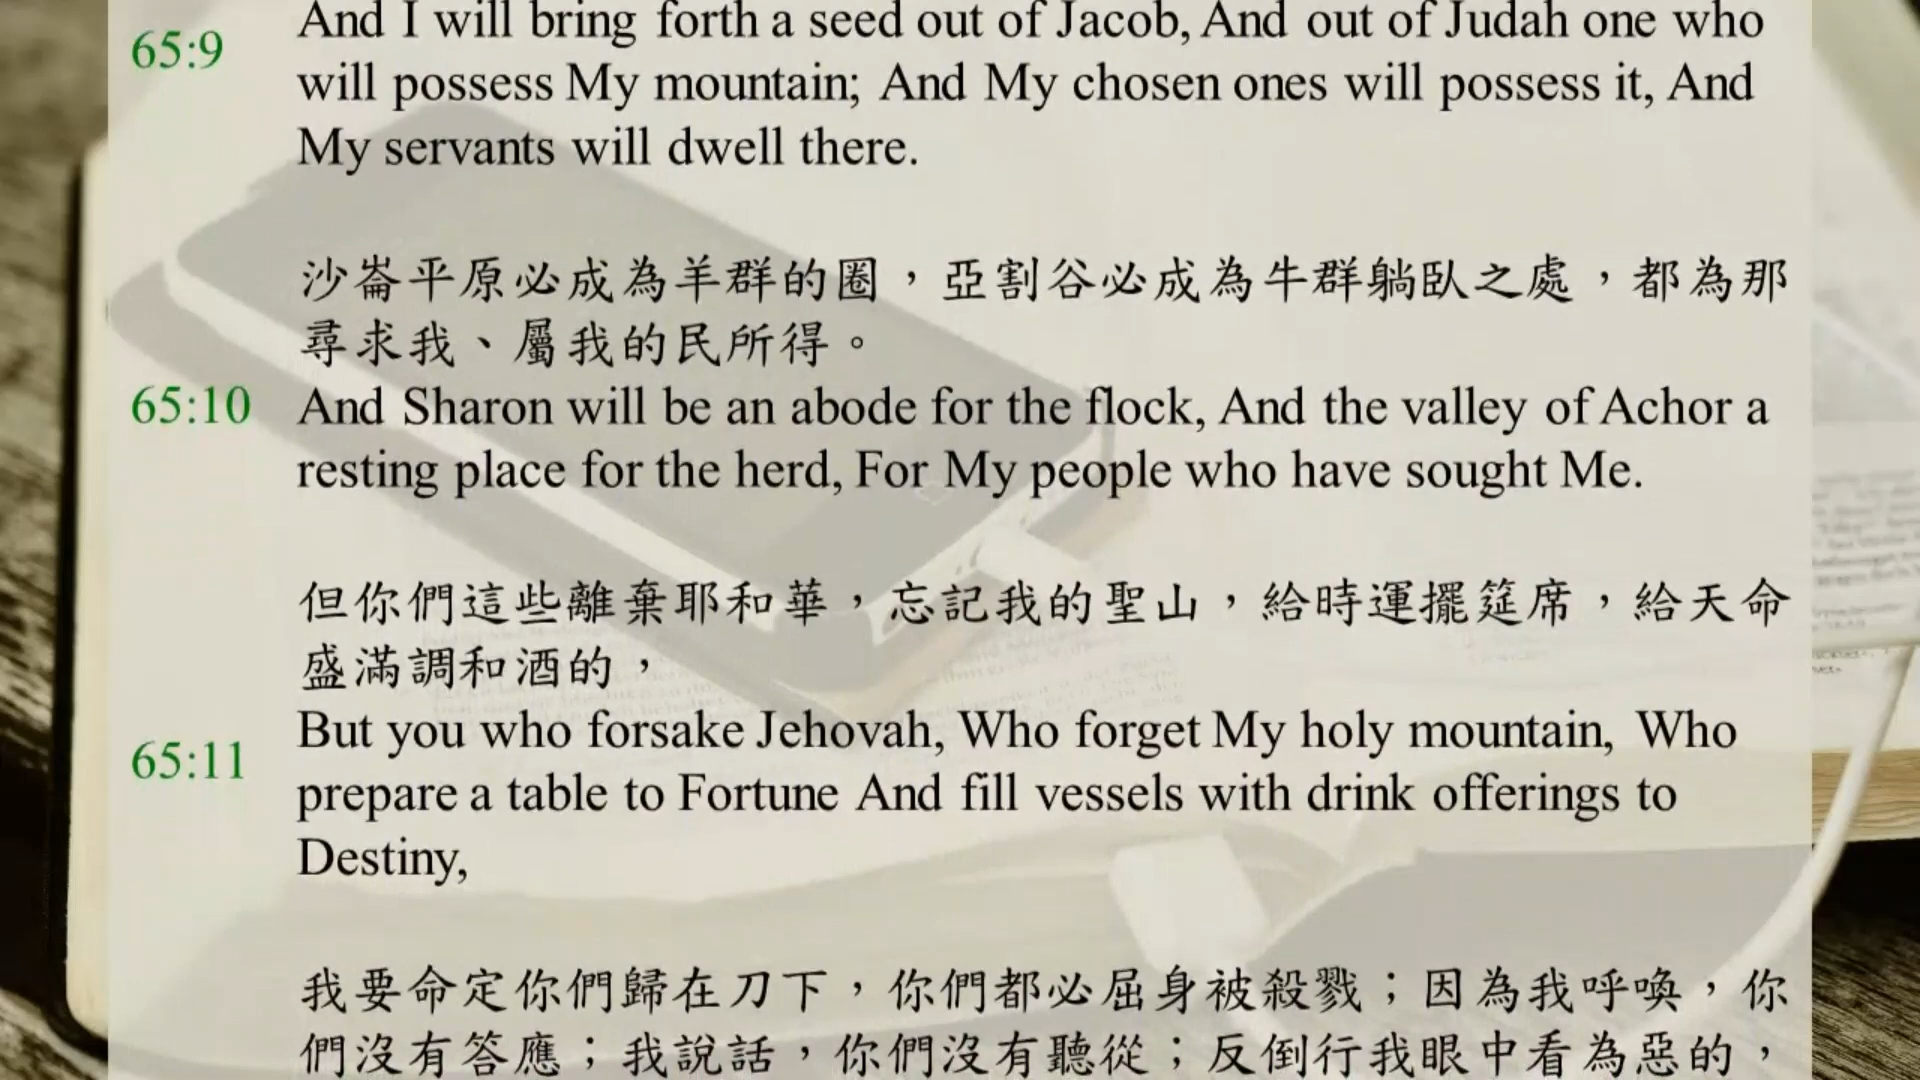 And I will bring forth a seed out of Jacob, And out of Judah one who
65:9
will possess My mountain; And My chosen ones will possess it, And
My servants will dwell there.
沙崙平原必成為羊群的圈，亞割谷必成為牛群躺臥之處，都為那
尋求我、屬我的民所得。
65:10 And Sharon will be an abode for the flock, And the valley of Achor a
resting place for the herd, For My people who have sought Me.
但你們這些離棄耶和華，忘記我的聖山，給時運擺筵席，給天命
盛滿調和酒的，
But you who forsake Jehovah, Who forget My holy mountain, Who
65:11
prepare a table to Fortune And fill vessels with drink offerings to
Destiny,
我要命定你們歸在刀下，你們都必屈身被殺戮；因為我呼喚，你
們沒有答應；我說話，你們沒有聽從；反倒行我眼中看為惡的，